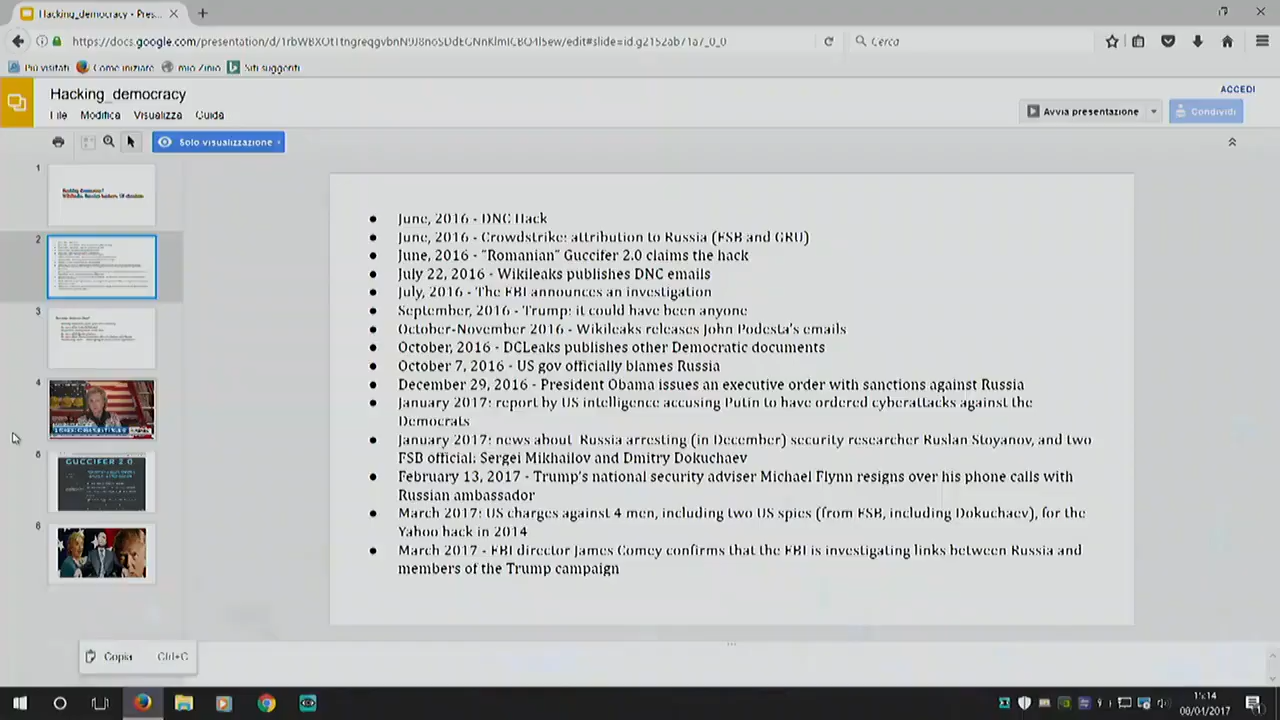 Hacking_democracy - Pres...
https://docs.google.com/presentation/d/
Cerca
Più visitati Come iniziare mio Zinio Siti suggeriti
Hacking_democracy
ACCEDI
File Modifica Visualizza Guida
Avvia presentazione
Condividi
Solo visualizzazione
1
2
3
4
GUCCIFER 2.0
6
June, 2016 - DNC Hack
June, 2016 - Crowdstrike: attribution to Russia (FSB and GRU)
June, 2016 - "Romanian" Guccifer 2.0 claims the hack
July 22, 2016 - Wikileaks publishes DNC emails
July, 2016 - The FBI announces an investigation
September, 2016 - Trump: it could have been anyone
October-November 2016 - Wikileaks releases John Podesta's emails
October, 2016 - DCLeaks publishes other Democratic documents
October 7, 2016 - US gov officially blames Russia
December 29, 2016 - President Obama issues an executive order with sanctions against Russia
January 2017: report by US intelligence accusing Putin to have ordered cyberattacks against the
Democrats
January 2017: news about Russia arresting (in December) security researcher Ruslan Stoyanov, and two
FSB official: Sergei Mikhailov and Dmitry Dokuchaev
February 13, 2017 - Trump's national security adviser Michael Flynn resigns over his phone calls with
Russian ambassador
March 2017: US charges against 4 men, including two US spies (from FSB, including Dokuchaev), for the
Yahoo hack in 2014
March 2017 - FBI director James Comey confirms that the FBI is investigating links between Russia and
members of the Trump campaign
Copia Ctrl+C
15:14
08/04/2017